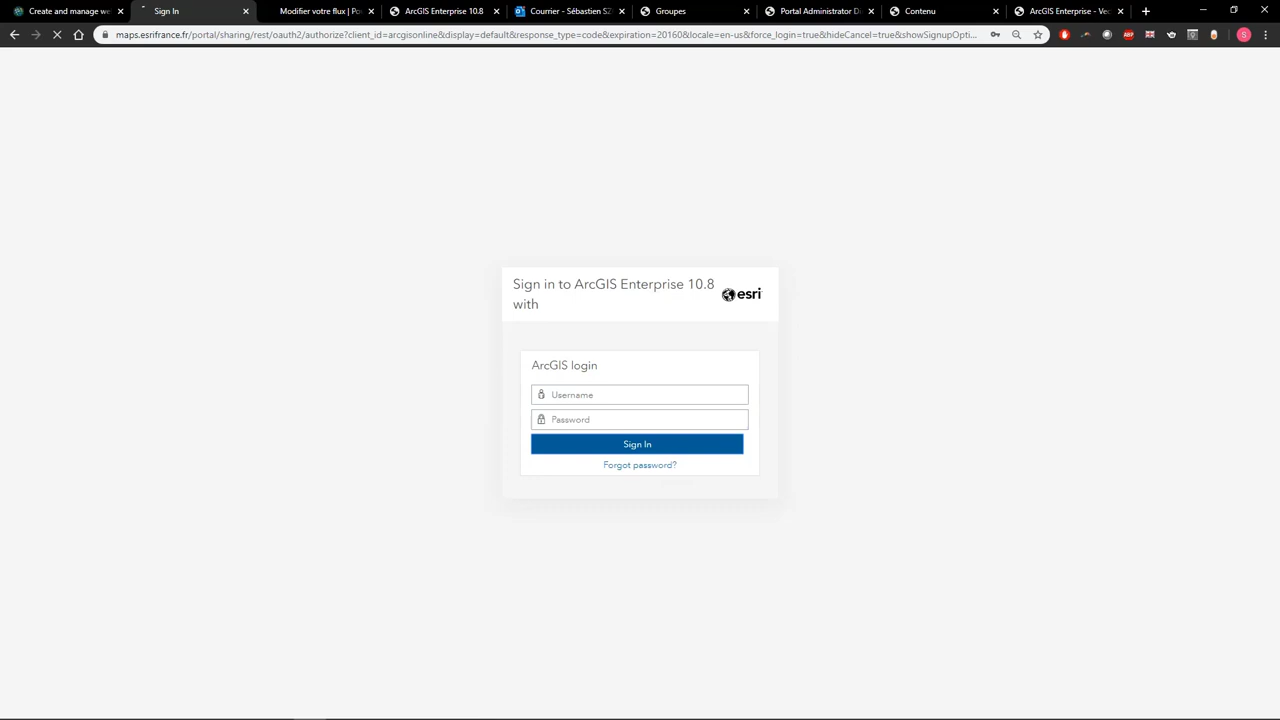 Create and manage we
Sign In
Modifier votre flux | Po
ArcGIS Enterprise 10.8
Courrier - Sébastien SZ
Groupes
Portal Administrator Di
Contenu
ArcGIS Enterprise - Vec
maps.esrifrance.fr/portal/sharing/rest/oauth2/authorize?client_id=arcgisonline&display=default&response_type=code&expiration=20160&locale=en-us&force_login=true&hideCancel=true&showSignupOpti...
ABP
S
Sign in to ArcGIS Enterprise 10.8
with
esri
ArcGIS login
Username
Password
Sign In
Forgot password?